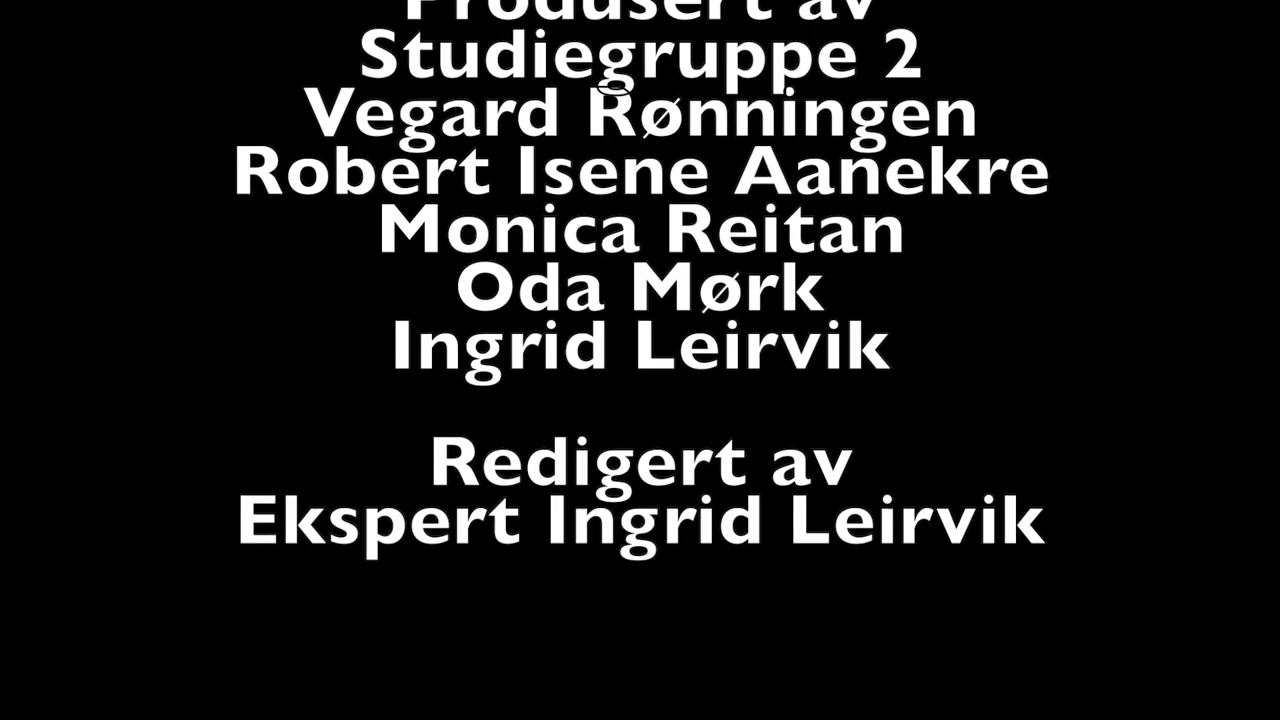 Produsert av
Studiegruppe 2
Vegard Rønningen
Robert Isene Aanekre
Monica Reitan
Oda Mørk
Ingrid Leirvik
Redigert av
Ekspert Ingrid Leirvik